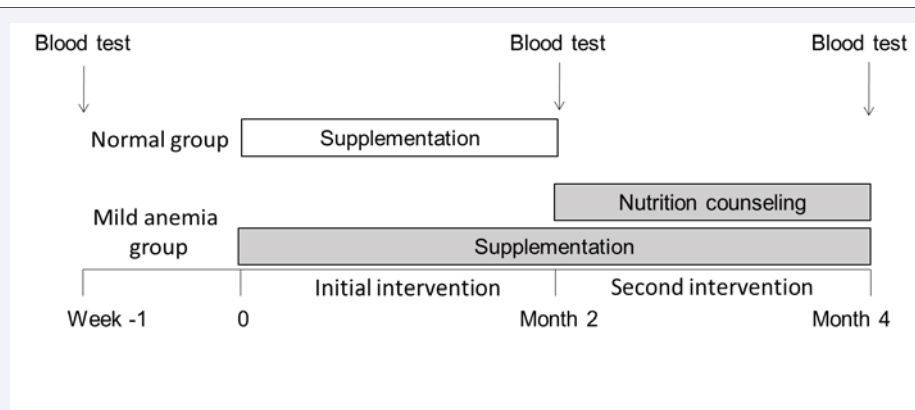 Blood test Blood test Blood test
Normal group Supplementation
Nutrition counseling
Mild anemia
group
Supplementation
Initial intervention Second intervention
Week -1 0 Month 2 Month 4